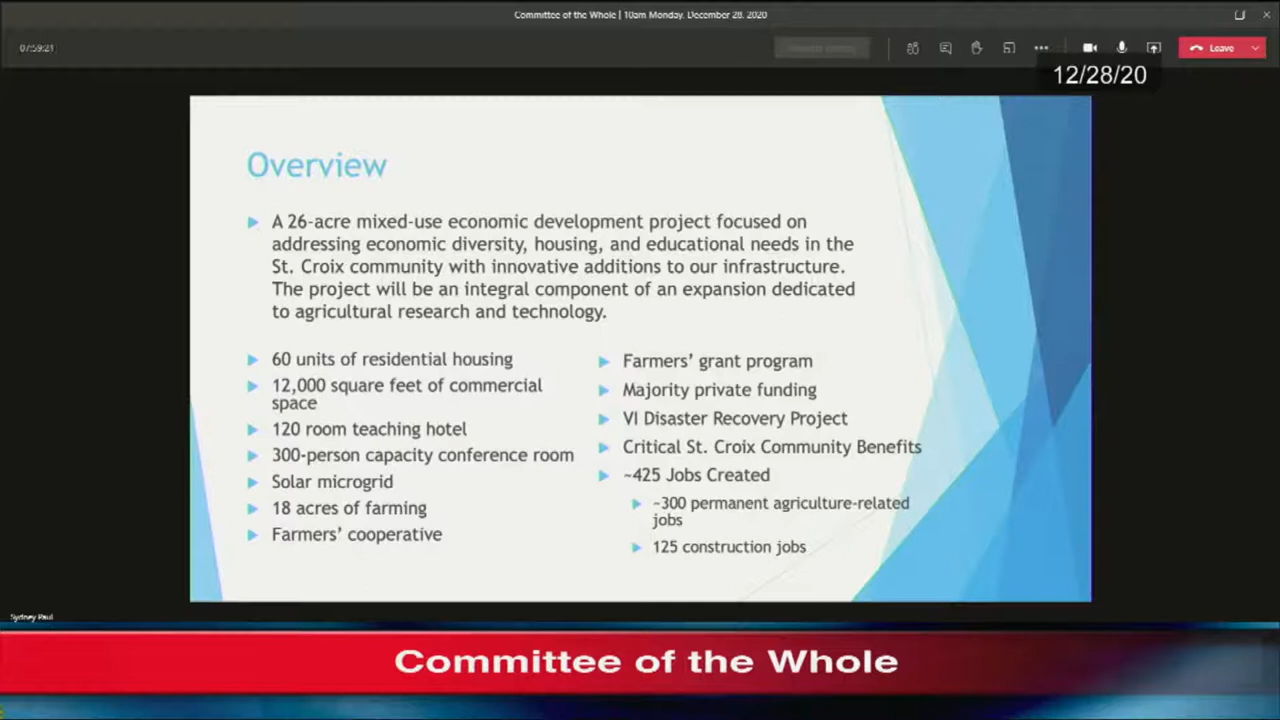 Committee of the Whole | 10am Monday, December 28, 2020
07:59:21
Leave
12/28/20
Overview
A 26-acre mixed-use economic development project focused on
addressing economic diversity, housing, and educational needs in the
St. Croix community with innovative additions to our infrastructure.
The project will be an integral component of an expansion dedicated
to agricultural research and technology.
60 units of residential housing
12,000 square feet of commercial
space
120 room teaching hotel
300-person capacity conference room
Solar microgrid
18 acres of farming
Farmers’ cooperative
Farmers’ grant program
Majority private funding
VI Disaster Recovery Project
Critical St. Croix Community Benefits
~425 Jobs Created
~300 permanent agriculture-related
jobs
125 construction jobs
Sydney Paul
Committee of the Whole